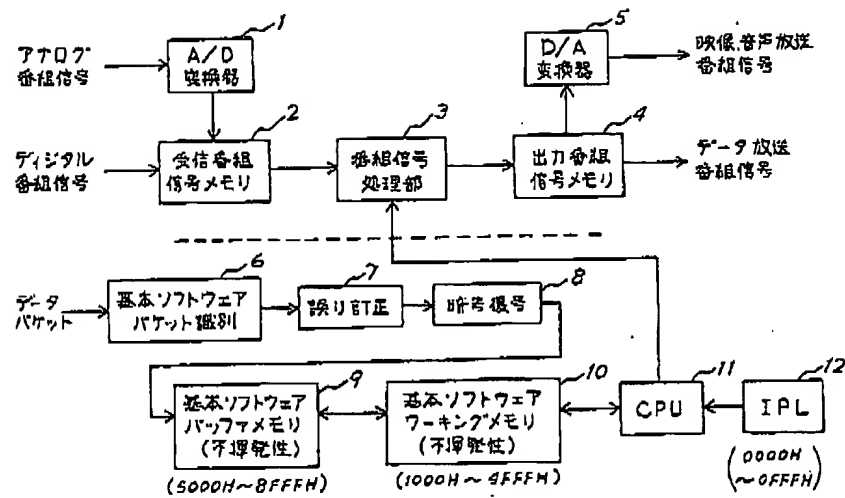 1
アナログ
番組信号
A/D
変換器
5
D/A
変換器
映像,音声放送
番組信号
2
3
4
ディジタル
番組信号
受信番組
信号メモリ
番組信号
処理部
出力番組
信号メモリ
データ放送
番組信号
6
7
8
データ
パケット
基本ソフトウェア
パケット識別
誤り訂正
暗号復号
9
10
11
12
基本ソフトウェア
バッファメモリ
(不揮発性)
基本ソフトウェア
ワーキングメモリ
(不揮発性)
CPU
IPL
(5000H~8FFFH)
(1000H~4FFFH)
(0000H
~0FFFH)